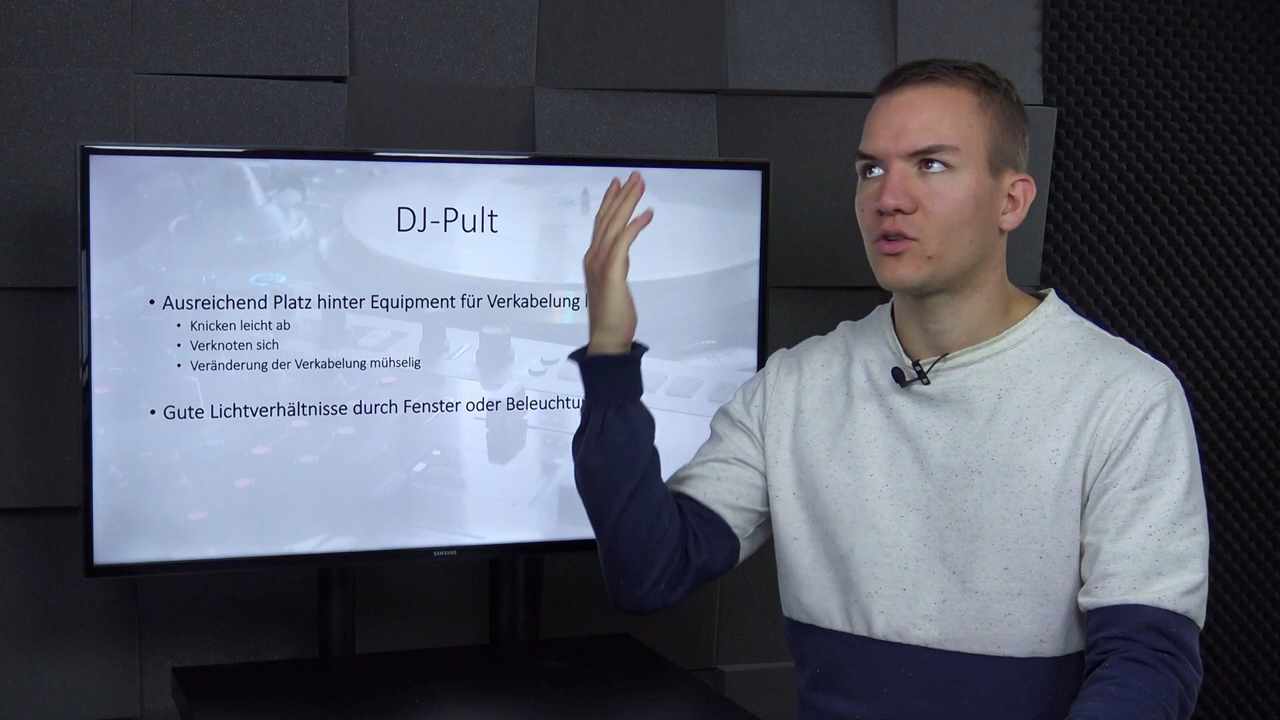 DJ-Pult
• Ausreichend Platz hinter Equipment für Verkabelung
• Knicken leicht ab
• Verknoten sich
• Veränderung der Verkabelung mühselig
• Gute Lichtverhältnisse durch Fenster oder
SAMSUNG